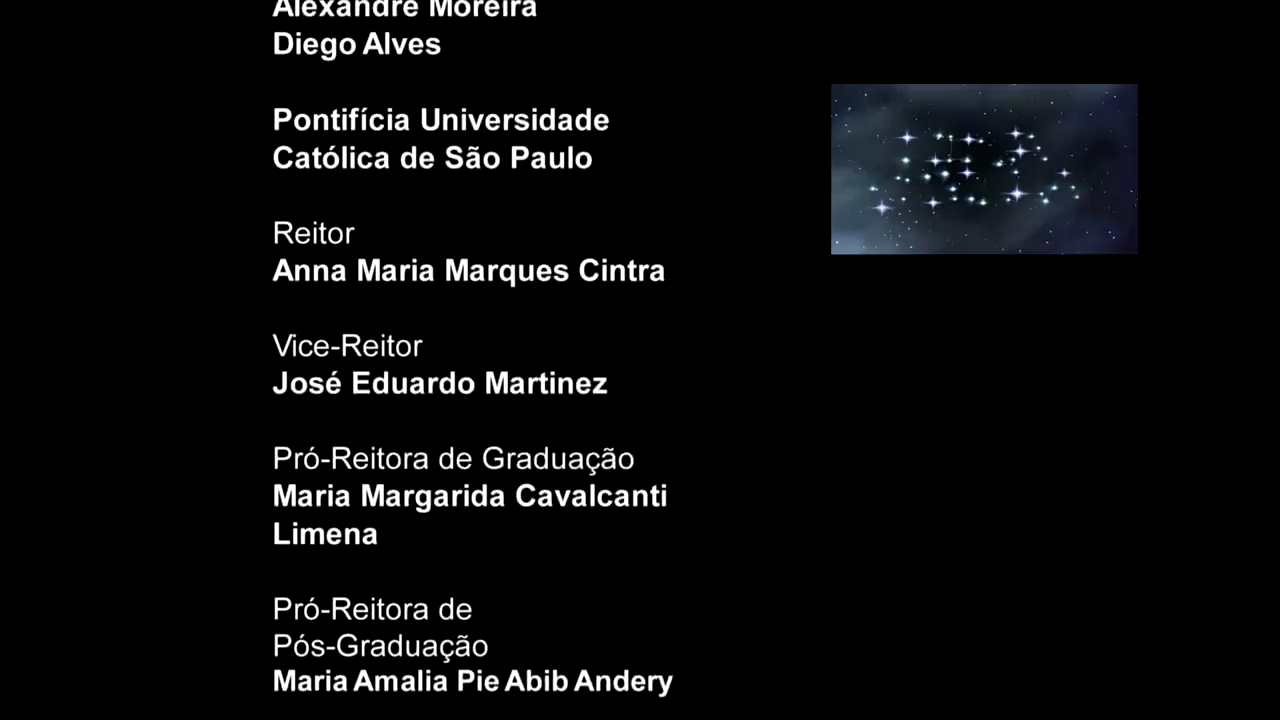 Alexandre Moreira
Diego Alves
Pontifícia Universidade
Católica de São Paulo
Reitor
Anna Maria Marques Cintra
Vice-Reitor
José Eduardo Martinez
Pró-Reitora de Graduação
Maria Margarida Cavalcanti
Limena
Pró-Reitora de
Pós-Graduação
Maria Amalia Pie Abib Andery